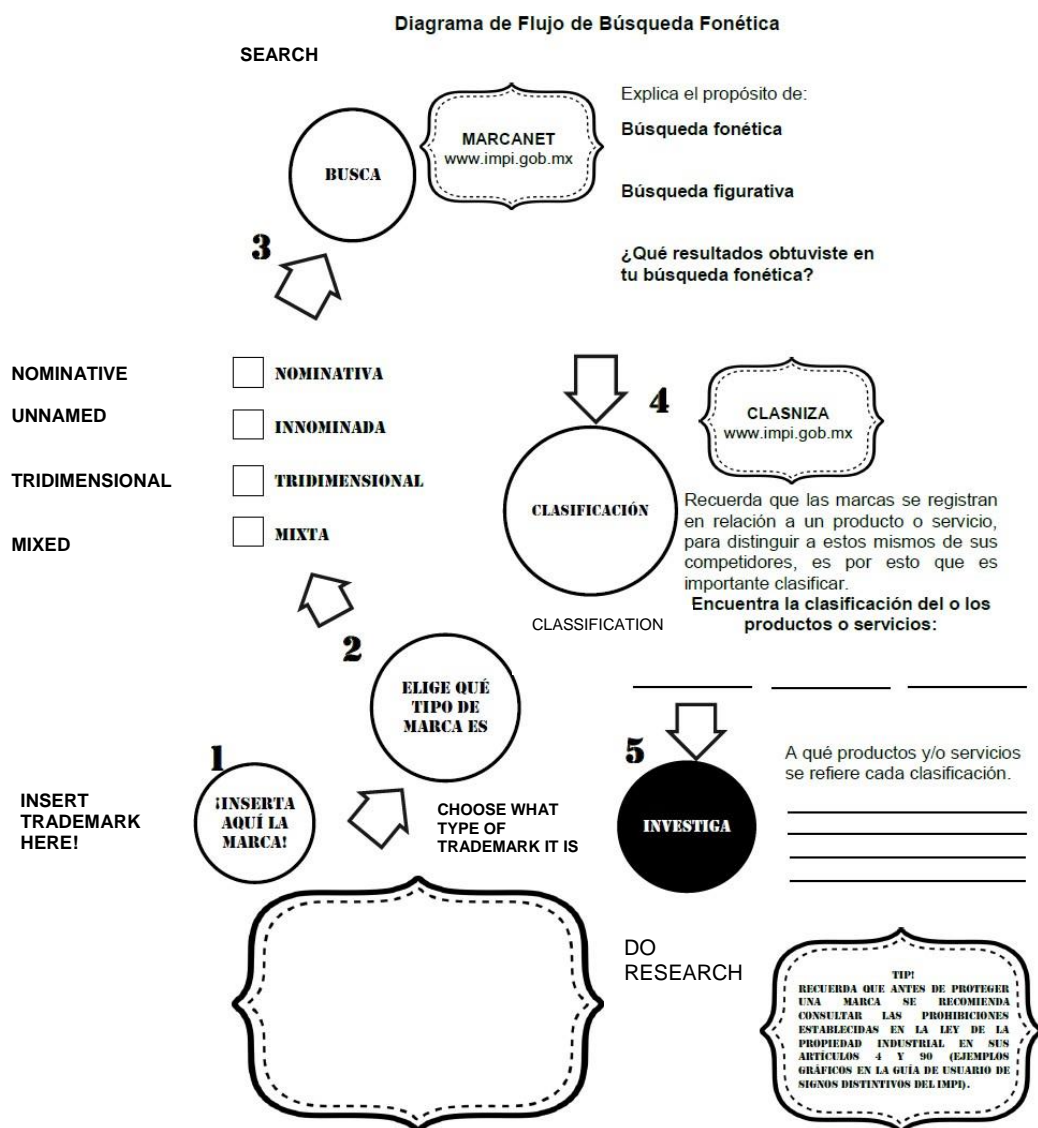 Diagrama de Flujo de Búsqueda Fonética
SEARCH
BUSCA
MARCANET
www.impi.gob.mx
Explica el propósito de:
Búsqueda fonética
Búsqueda figurativa
¿Qué resultados obtuviste en
tu búsqueda fonética?
3
NOMINATIVE
NOMINATIVA
UNNAMED
INNOMINADA
TRIDIMENSIONAL
TRIDIMENSIONAL
MIXED
MIXTA
4
CLASNIZA
www.impi.gob.mx
CLASIFICACIÓN
CLASSIFICATION
Recuerda que las marcas se registran
en relación a un producto o servicio,
para distinguir a estos mismos de sus
competidores, es por esto que es
importante clasificar.
Encuentra la clasificación del o los
productos o servicios:
2
ELIGE QUÉ
TIPO DE
MARCA ES
CHOOSE WHAT
TYPE OF
TRADEMARK IT IS
1
¡INSERTA
AQUÍ LA
MARCA!
INSERT
TRADEMARK
HERE!
5
INVESTIGA
A qué productos y/o servicios
se refiere cada clasificación.
DO
RESEARCH
TIP!
RECUERDA QUE ANTES DE PROTEGER
UNA MARCA SE RECOMIENDA
CONSULTAR LAS PROHIBICIONES
ESTABLECIDAS EN LA LEY DE LA
PROPIEDAD INDUSTRIAL EN SUS
ARTÍCULOS 4 Y 90 (EJEMPLOS
GRÁFICOS EN LA GUÍA DE USUARIO DE
SIGNOS DISTINTIVOS DEL IMPI).